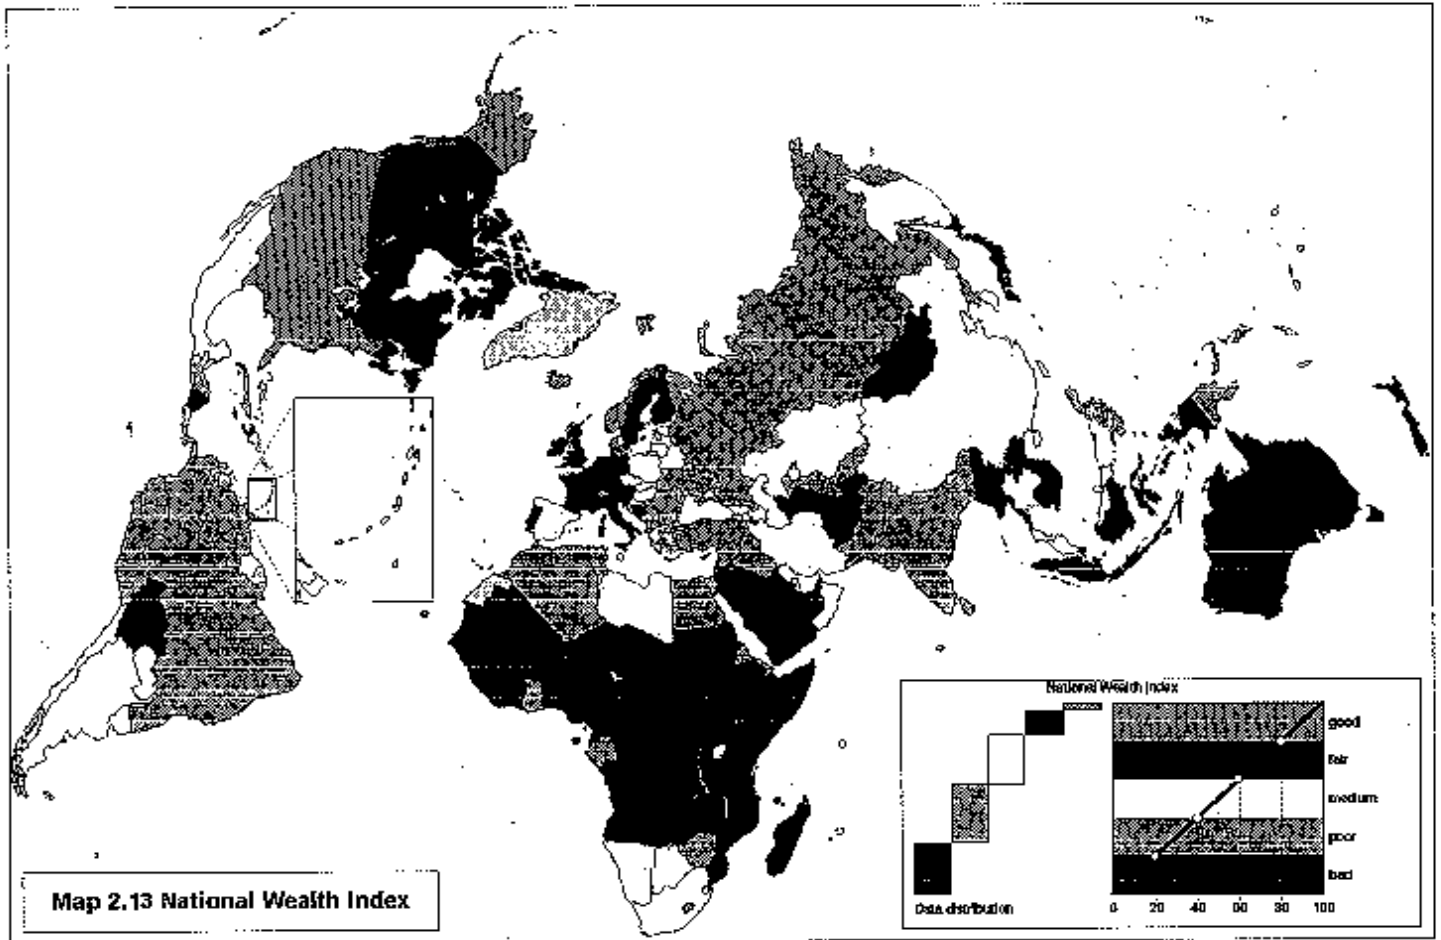 National Wealth Index
good
fair
medium
poor
bad
Data distribution
0 20 40 60 80 100
Map 2.13 National Wealth Index